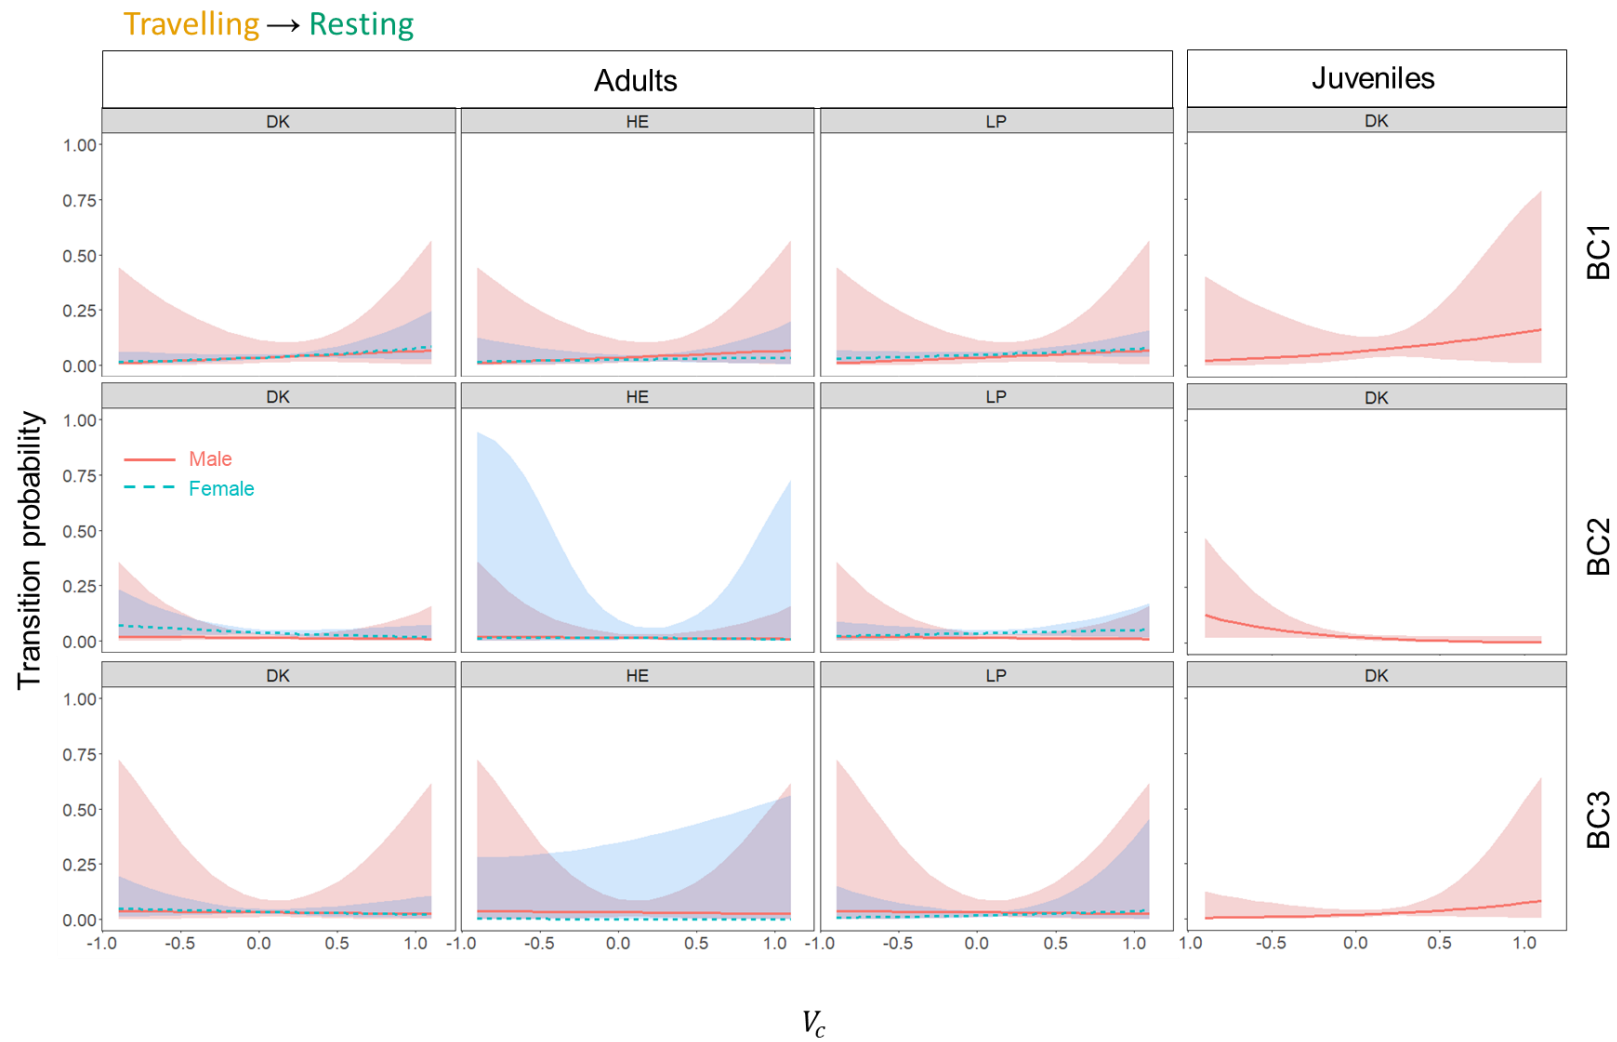 Travelling → Resting
Adults
Juveniles
DK HE LP DK
1.00
0.75
0.50
0.25
0.00
BC1
DK HE LP DK
1.00
0.75
0.50
0.25
0.00
Male
Female
BC2
Transition probability
DK HE LP DK
1.00
0.75
0.50
0.25
0.00
BC3
-1.0 -0.5 0.0 0.5 -1.0 -0.5 0.0 0.5 1.0 -1.0 -0.5 0.0 0.5 1.0 1.0 -0.5 0.0 0.5 1.0
Vc